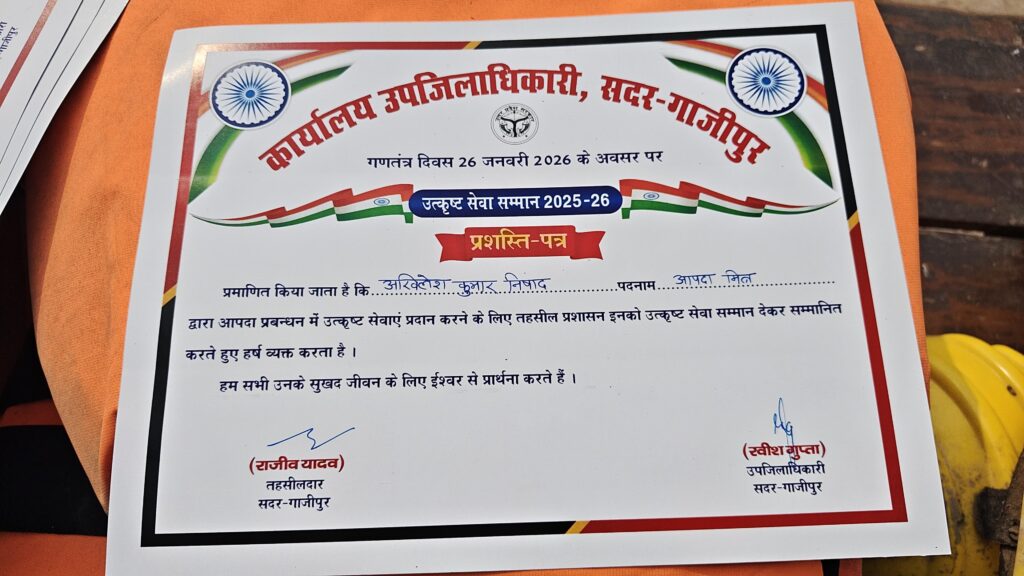 कार्यालय उपजिलाधिकारी, सदर-गाजीपुर
गणतंत्र दिवस 26 जनवरी 2026 के अवसर पर
उत्कृष्ट सेवा सम्मान 2025-26
प्रशस्ति-पत्र
प्रमाणित किया जाता है कि अखिलेश कुमार निषाद पदनाम आपदा मित्र
द्वारा आपदा प्रबन्धन में उत्कृष्ट सेवाएं प्रदान करने के लिए तहसील प्रशासन इनको उत्कृष्ट सेवा सम्मान देकर सम्मानित
करते हुए हर्ष व्यक्त करता है ।
हम सभी उनके सुखद जीवन के लिए ईश्वर से प्रार्थना करते हैं ।
(राजीव यादव)
तहसीलदार
सदर-गाजीपुर
(रवीश गुप्ता)
उपजिलाधिकारी
सदर-गाजीपुर
-गाजीपुर